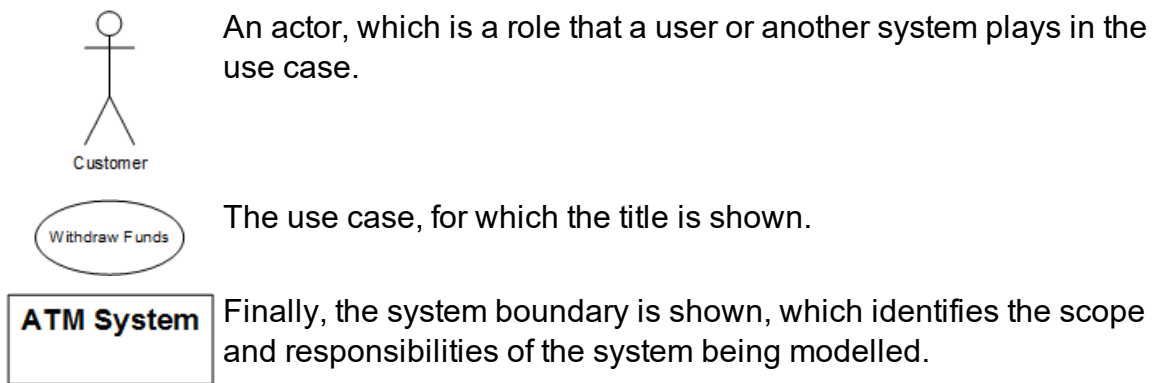 An actor, which is a role that a user or another system plays in the
use case.
Customer
Withdraw Funds
The use case, for which the title is shown.
ATM System
Finally, the system boundary is shown, which identifies the scope
and responsibilities of the system being modelled.